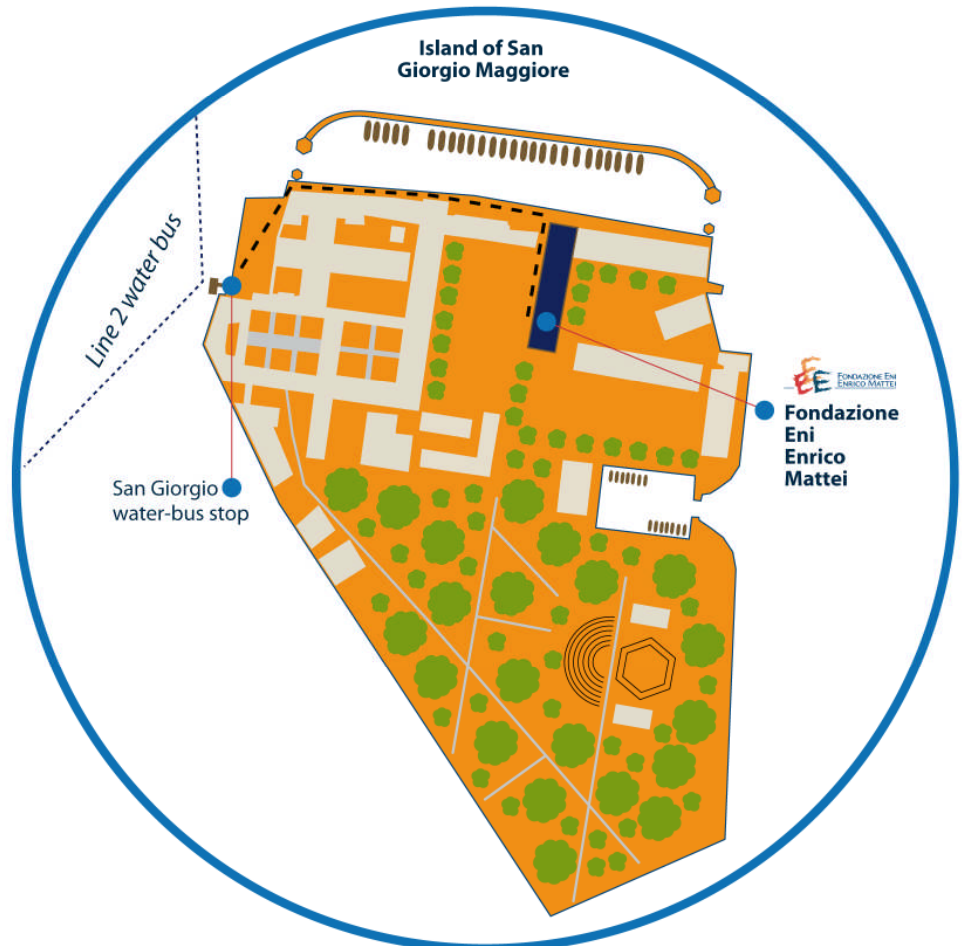 Island of San
Giorgio Maggiore
Line 2 water bus
FONDAZIONE ENI
ENRICO MATTEI
Fondazione
Eni
Enrico
Mattei
San Giorgio
water-bus stop